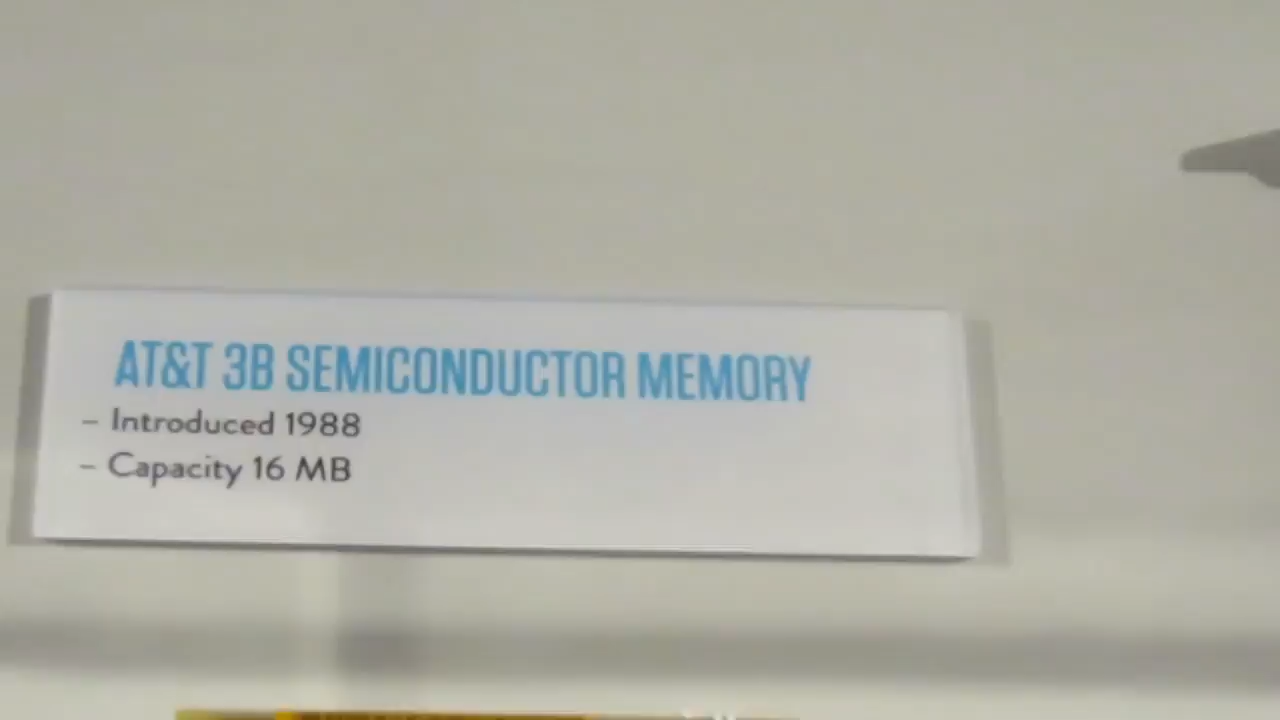 AT&T 3B SEMICONDUCTOR MEMORY
– Introduced 1988
– Capacity 16 MB